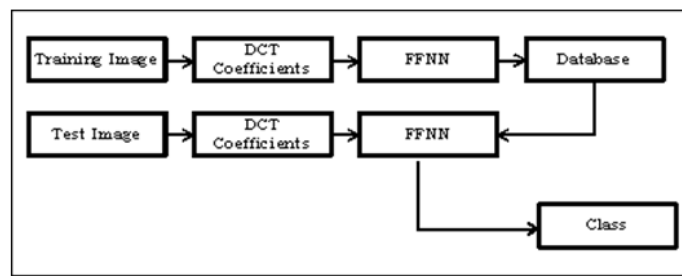 Training Image
DCT
Coefficients
FFNN
Database
Test Image
DCT
Coefficients
FFNN
Class